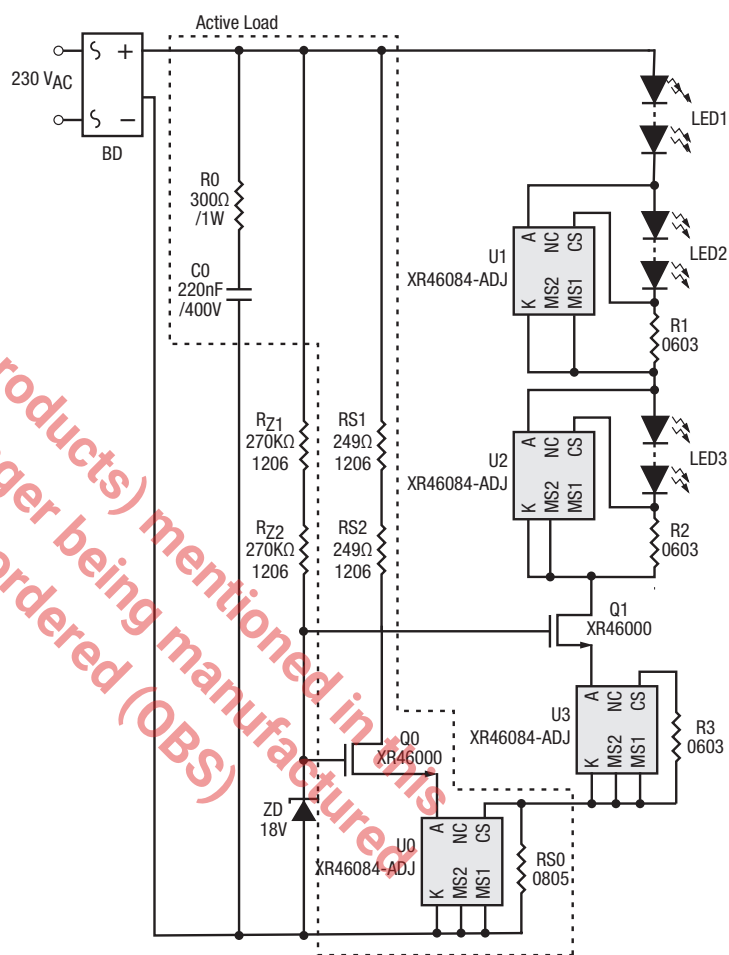 Active Load
230 VAC
+
−
BD
R0
300Ω
/1W
C0
220nF
/400V
RZ1
270KΩ
1206
RS1
249Ω
1206
RZ2
270KΩ
1206
RS2
249Ω
1206
LED1
LED2
A
NC
CS
U1
XR46084-ADJ
K
MS2
MS1
R1
0603
LED3
A
NC
CS
U2
XR46084-ADJ
K
MS2
MS1
R2
0603
Q1
XR46000
A
NC
CS
U3
XR46084-ADJ
K
MS2
MS1
R3
0603
Q0
XR46000
ZD
18V
A
NC
CS
U0
XR46084-ADJ
K
MS2
MS1
RS0
0805
roducts) mentioned in this
ger being manufactured
ordered (OBS)